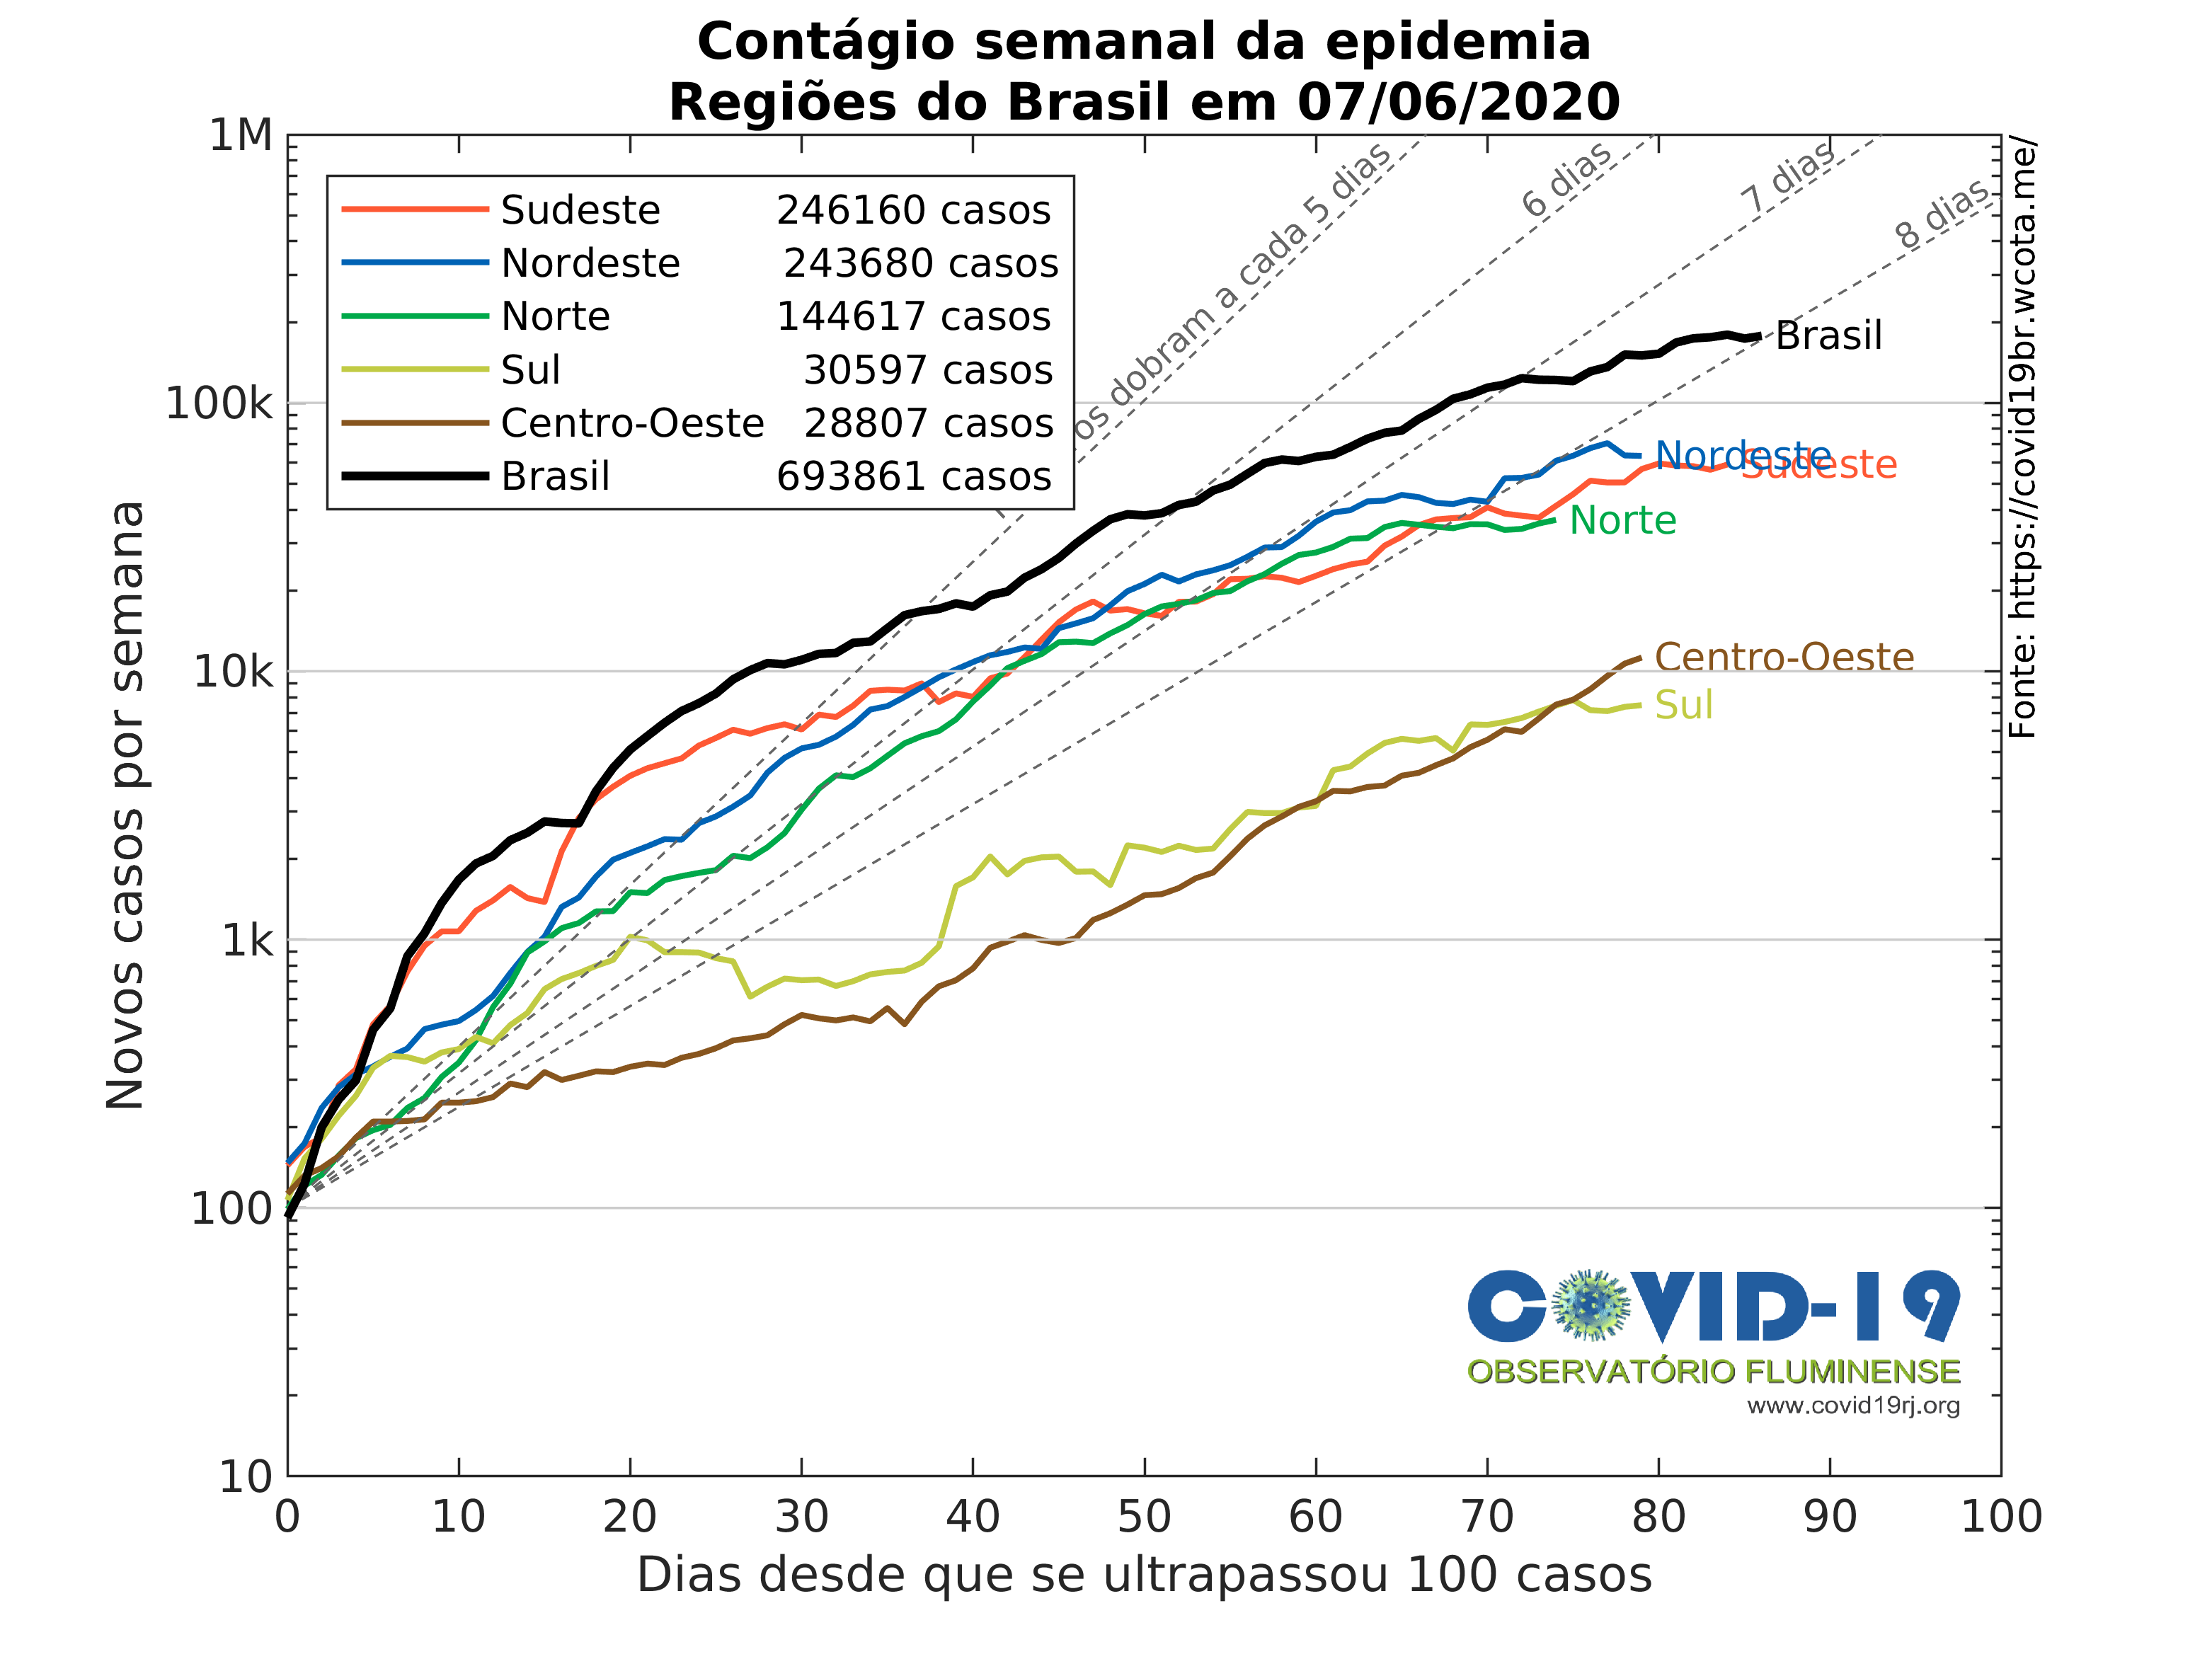 Contágio semanal da epidemia
Regiões do Brasil em 07/06/2020
1M
100k
10k
1k
100
10
Novos casos por semana
Sudeste 246160 casos
Nordeste 243680 casos
Norte 144617 casos
Sul 30597 casos
Centro-Oeste 28807 casos
Brasil 693861 casos
os dobram a cada 5 dias
6 dias
7 dias
8 dias
Brasil
Nordeste
Sudeste
Norte
Centro-Oeste
Sul
Fonte: https://covid19br.wcota.me/
COVID-19
OBSERVATÓRIO FLUMINENSE
www.covid19rj.org
0 10 20 30 40 50 60 70 80 90 100
Dias desde que se ultrapassou 100 casos